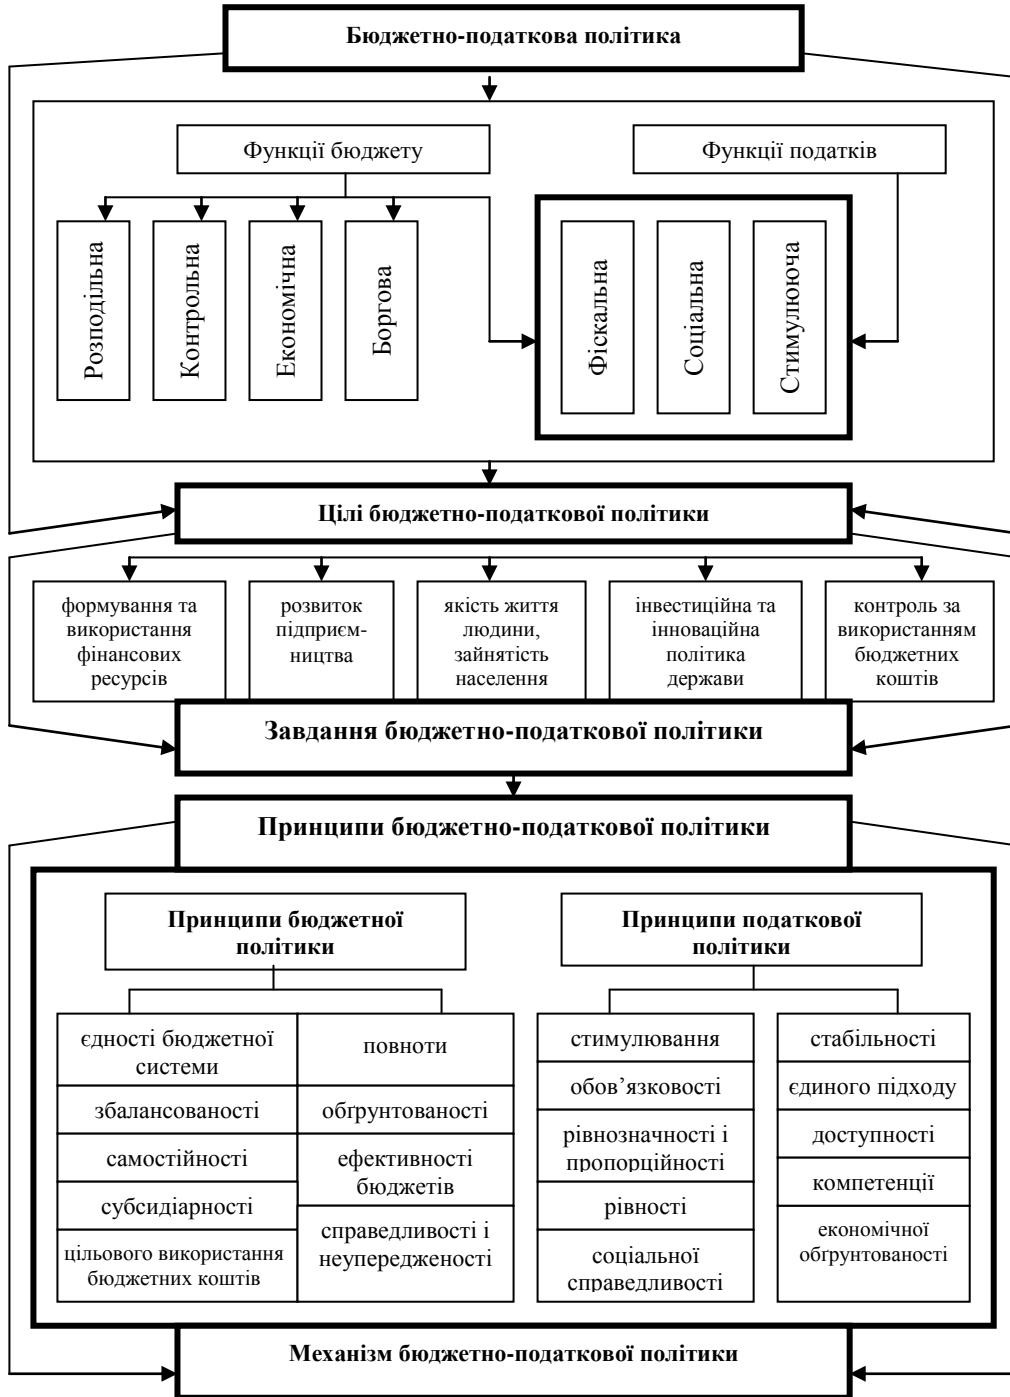 Бюджетно-податкова політика
Функції бюджету
Функції податків
Розподільна
Контрольна
Економічна
Боргова
Фіскальна
Соціальна
Стимулююча
Цілі бюджетно-податкової політики
формування та
використання
фінансових
ресурсів
розвиток
підприєм-
ництва
якість життя
людини,
зайнятість
населення
інвестиційна та
інноваційна
політика
держави
контроль за
використанням
бюджетних
коштів
Завдання бюджетно-податкової політики
Принципи бюджетно-податкової політики
Принципи бюджетної
політики
Принципи податкової
політики
єдності бюджетної
системи
збалансованості
самостійності
субсидіарності
цільового використання
бюджетних коштів
повноти
обґрунтованості
ефективності
бюджетів
справедливості і
неупередженості
стимулювання
обов’язковості
рівнозначності і
пропорційності
рівності
соціальної
справедливості
стабільності
єдиного підходу
доступності
компетенції
економічної
обґрунтованості
Механізм бюджетно-податкової політики